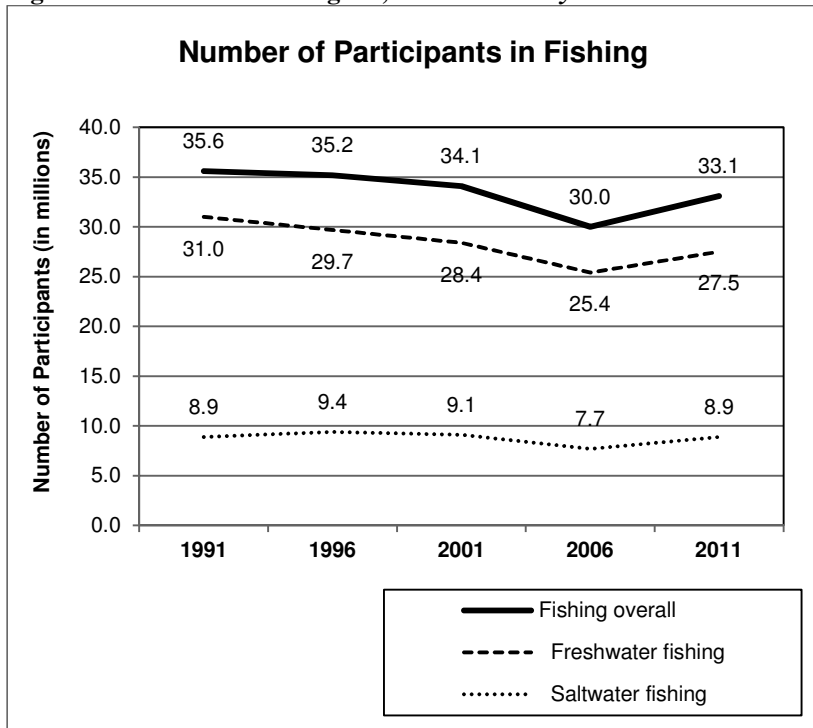 Number of Participants in Fishing
Number of Participants (in millions)
40.0
35.0
30.0
25.0
20.0
15.0
10.0
5.0
0.0
35.6 35.2 34.1 30.0 33.1
31.0 29.7 28.4 25.4 27.5
8.9 9.4 9.1 7.7 8.9
1991 1996 2001 2006 2011
Fishing overall
Freshwater fishing
Saltwater fishing